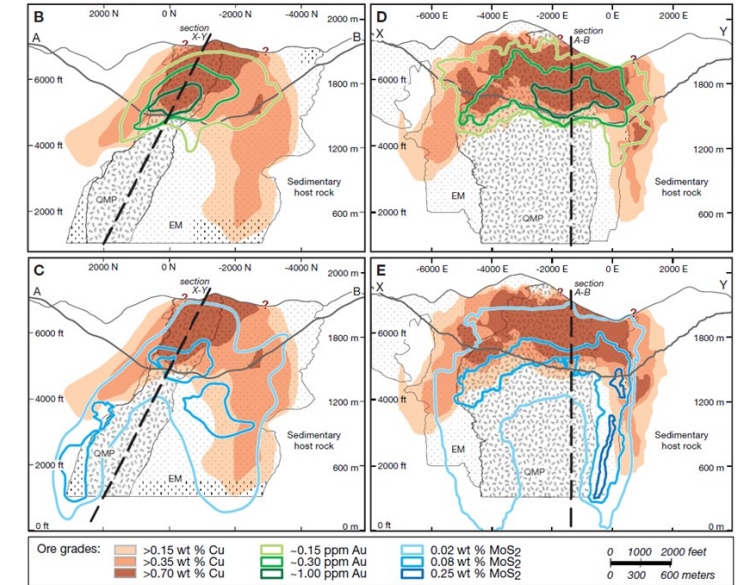 B
2000 N 0 N -2000 N -4000 N
2000 m
section
X-Y
A
B
?
?
6000 ft
1800 m
4000 ft
1200 m
Sedimentary
host rock
QMP
2000 ft
EM
600 m
D
-6000 E -4000 E -2000 E 0 E 2000 E
2000 m
section
A-B
X
Y
?
?
6000 ft
1800 m
4000 ft
1200 m
EM
Sedimentary
host rock
2000 ft
QMP
600 m
C
2000 N 0 N -2000 N -4000 N
2000 m
section
X-Y
A
B
?
?
6000 ft
1800 m
4000 ft
1200 m
Sedimentary
host rock
QMP
2000 ft
EM
600 m
0 ft
0 m
E
-6000 E -4000 E -2000 E 0 E 2000 E
2000 m
section
A-B
X
Y
?
?
6000 ft
1800 m
4000 ft
1200 m
EM
Sedimentary
host rock
2000 ft
QMP
600 m
0 ft
0 m
Ore grades:
>0.15 wt % Cu
>0.35 wt % Cu
>0.70 wt % Cu
~0.15 ppm Au
~0.30 ppm Au
~1.00 ppm Au
0.02 wt % MoS2
0.08 wt % MoS2
0.25 wt % MoS2
0 1000 2000 feet
0 300 600 meters